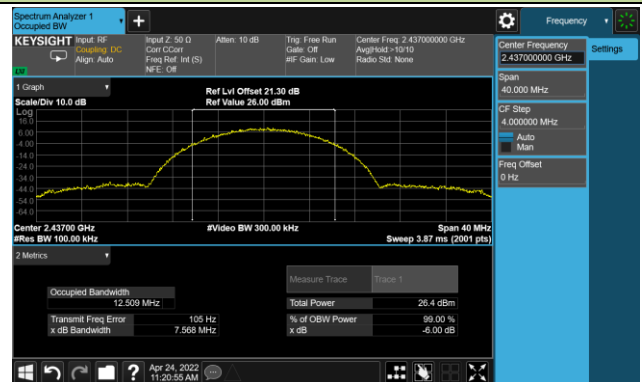 Spectrum Analyzer 1
Occupied BW
+
Frequency
KEYSIGHT
Input: RF
Coupling: DC
Align: Auto
Input Z: 50 Ω
Corr CCorr
Freq Ref: Int (S)
NFE: Off
Atten: 10 dB
Trig: Free Run
Gate: Off
#IF Gain: Low
Center Freq: 2.437000000 GHz
Avg|Hold:>10/10
Radio Std: None
Center Frequency
2.437000000 GHz
Settings
Span
40.000 MHz
CF Step
4.000000 MHz
Auto
Man
Freq Offset
0 Hz
1 Graph
Scale/Div 10.0 dB
Ref Lvl Offset 21.30 dB
Ref Value 26.00 dBm
Log
16.0
6.00
-4.00
-14.0
-24.0
-34.0
-44.0
-54.0
-64.0
Center 2.43700 GHz
#Res BW 100.00 kHz
#Video BW 300.00 kHz
Span 40 MHz
Sweep 3.87 ms (2001 pts)
2 Metrics
Measure Trace
Trace 1
Occupied Bandwidth
12.509 MHz
Total Power
26.4 dBm
Transmit Freq Error
105 Hz
% of OBW Power
99.00 %
x dB Bandwidth
7.568 MHz
x dB
-6.00 dB
?
Apr 24, 2022
11:20:55 AM